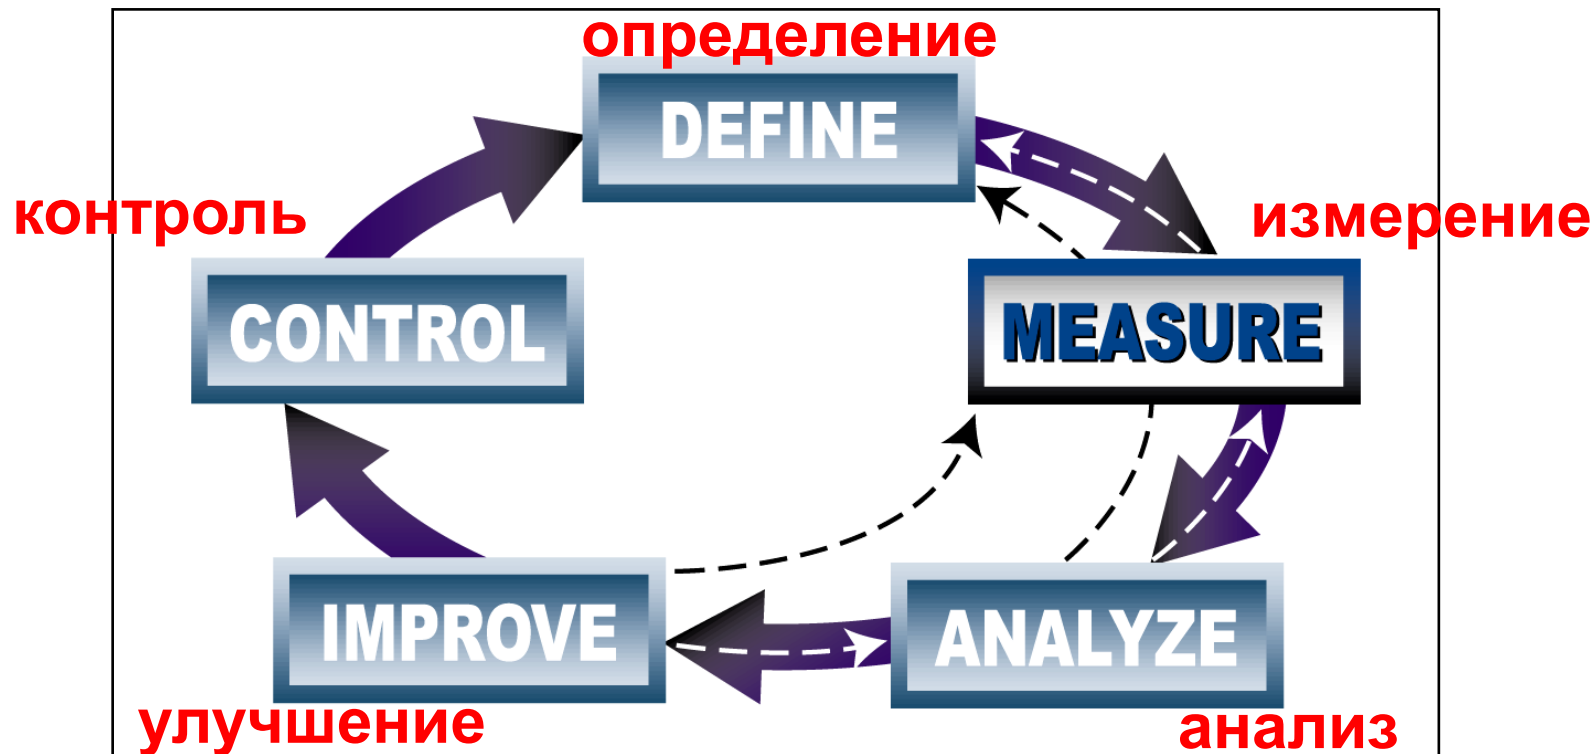 определение
DEFINE
контроль
измерение
CONTROL
MEASURE
IMPROVE
ANALYZE
улучшение
анализ